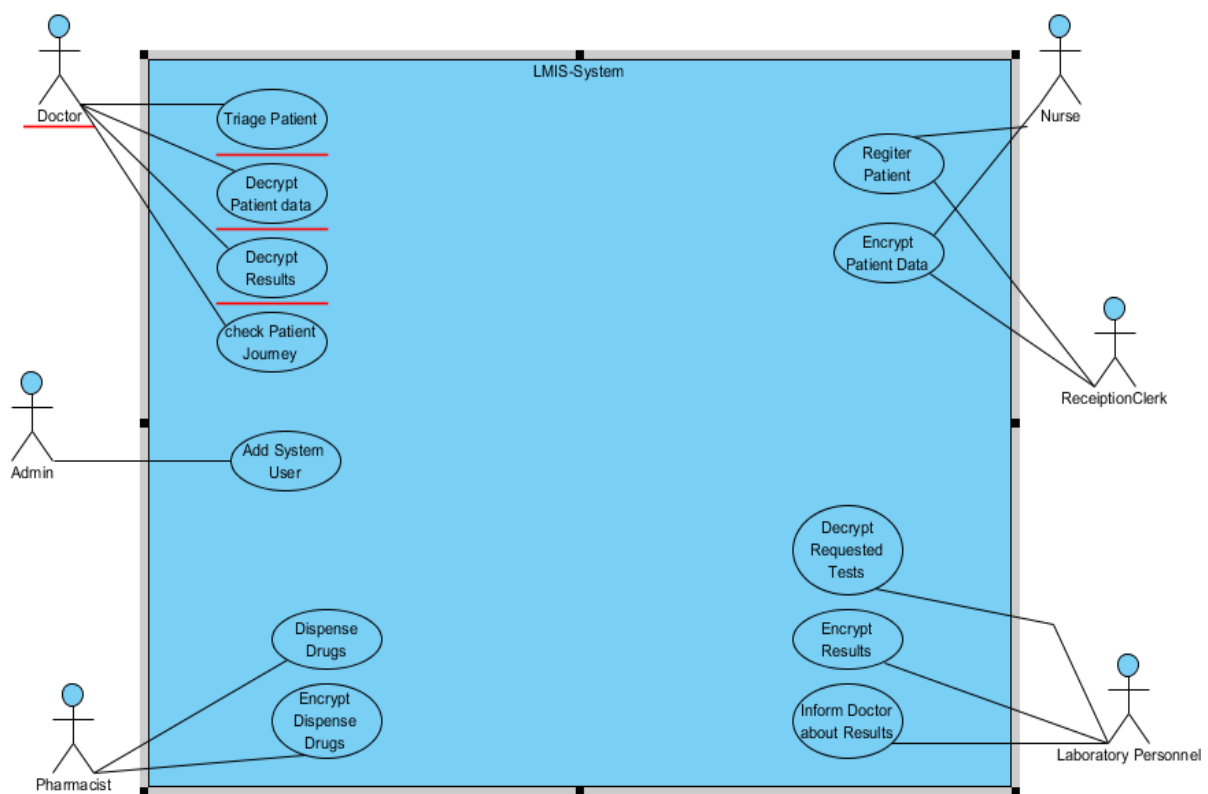 LMIS-System
Doctor
Triage Patient
Decrypt
Patient data
Decrypt
Results
check Patient
Journey
Nurse
Regiter
Patient
Encrypt
Patient Data
ReceiptionClerk
Admin
Add System
User
Decrypt
Requested
Tests
Dispense
Drugs
Encrypt
Results
Encrypt
Dispense
Drugs
Inform Doctor
about Results
Pharmacist
Laboratory Personnel